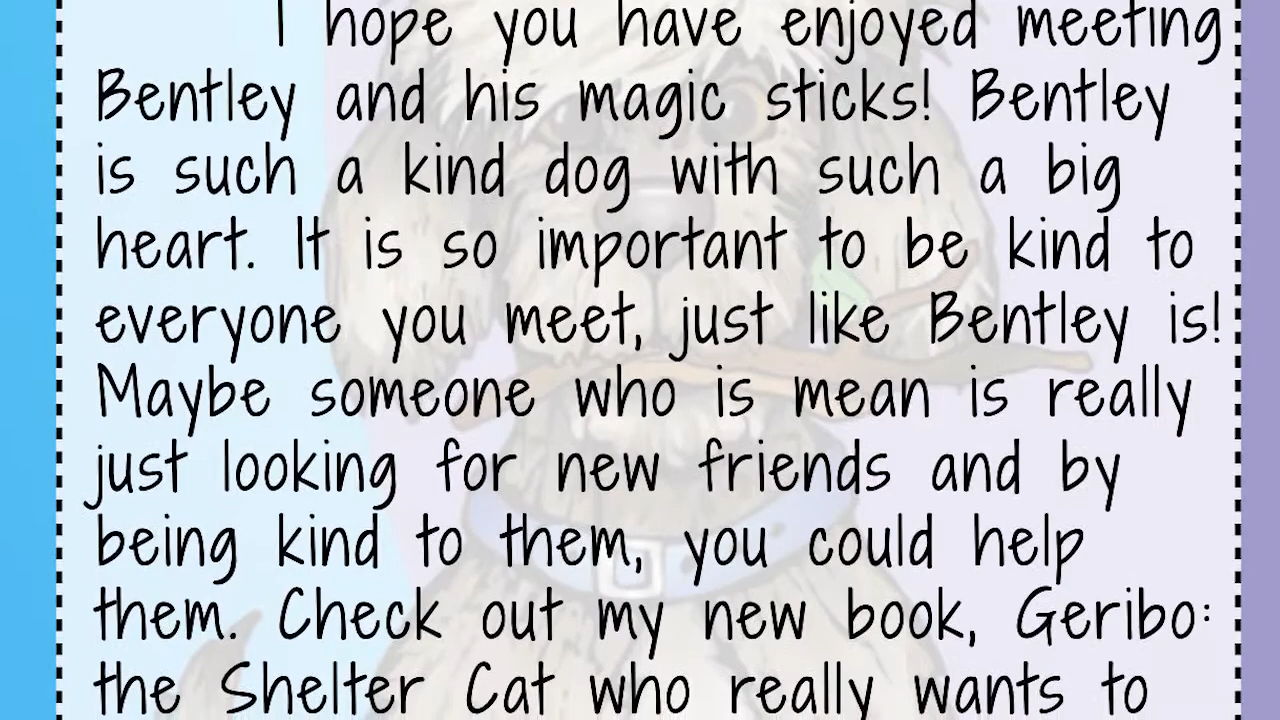 I hope you have enjoyed meeting
Bentley and his magic sticks! Bentley
is such a kind dog with such a big
heart. It is so important to be kind to
everyone you meet, just like Bentley is!
Maybe someone who is mean is really
just looking for new friends and by
being kind to them, you could help
them. Check out my new book, Geribo:
the Shelter Cat who really wants to